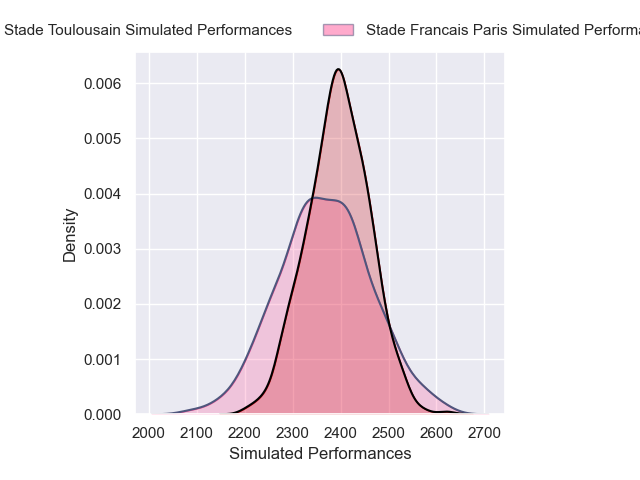 Stade Toulousain Simulated Performances Stade Francais Paris Simulated Performa
0.006
0.005
0.004
0.003
0.002
0.001
0.000
Density
2000 2100 2200 2300 2400 2500 2600 2700
Simulated Performances